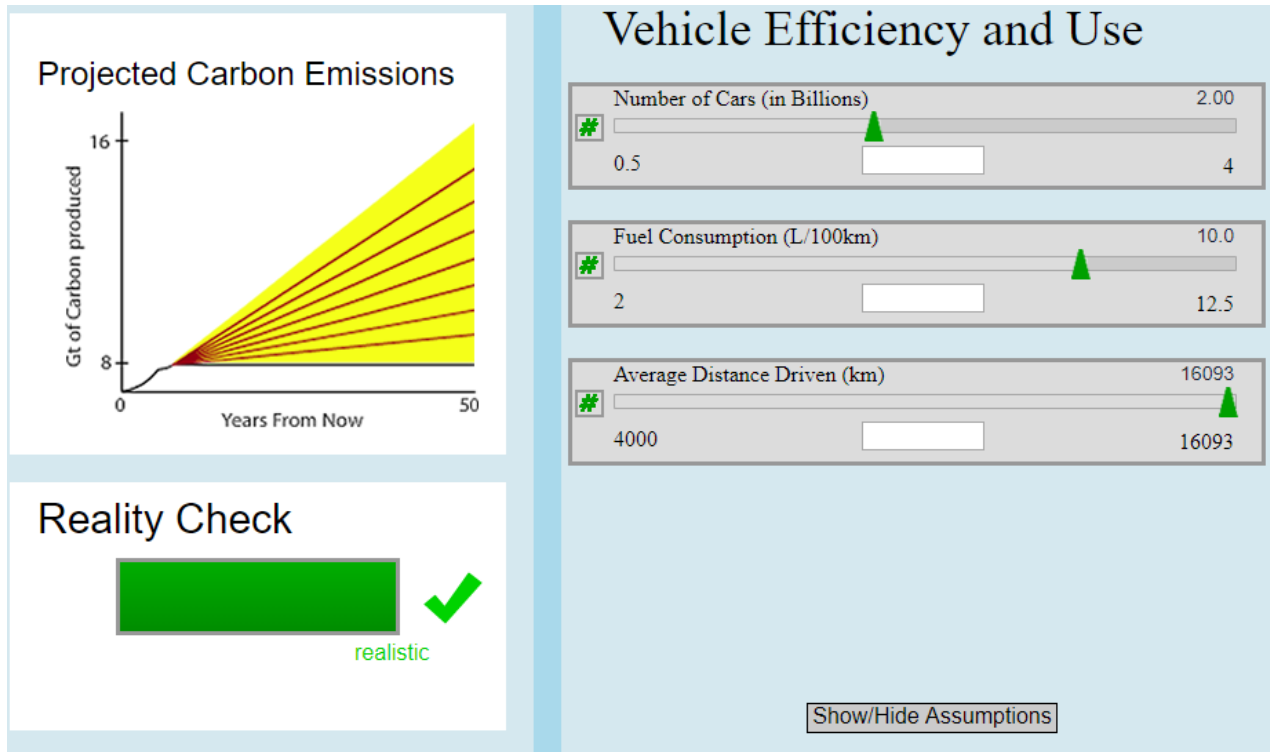 Projected Carbon Emissions
16
Gt of Carbon produced
8
0
Years From Now
50
Reality Check
realistic
Vehicle Efficiency and Use
Number of Cars (in Billions)
2.00
#
0.5
4
Fuel Consumption (L/100km)
10.0
#
2
12.5
Average Distance Driven (km)
16093
#
4000
16093
Show/Hide Assumptions